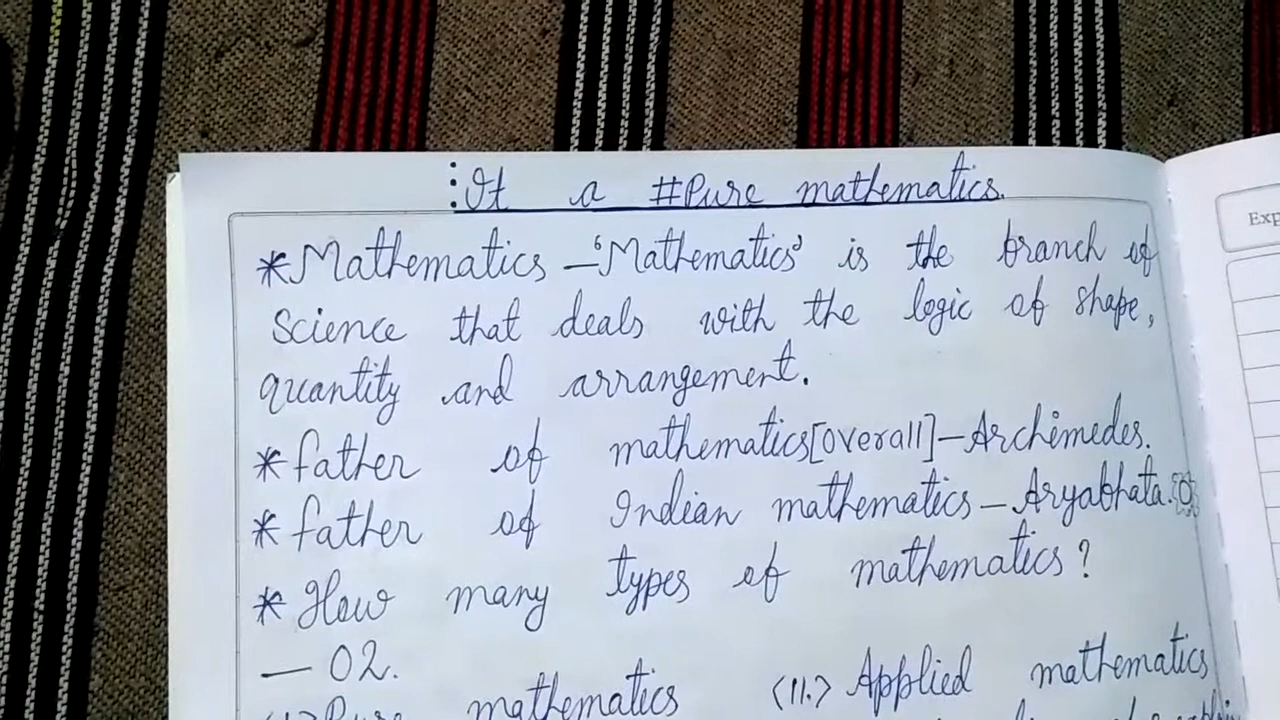 It a #Pure mathematics.
*Mathematics – 'Mathematics' is the branch of
Science that deals with the logic of shape,
quantity and arrangement.
*father of mathematics[overall]–Archimedes.
*father of Indian mathematics–Aryabhata.
*How many types of mathematics?
— 02.
(I.) Pure mathematics (II.) Applied mathematics
Exp